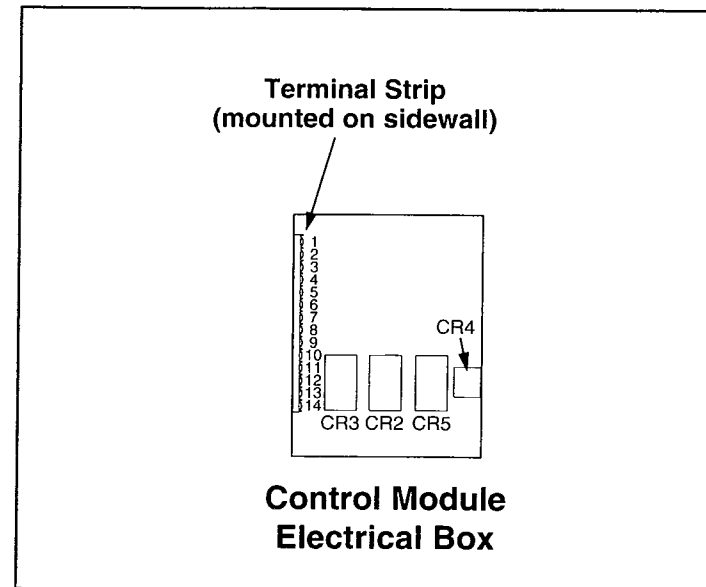 Terminal Strip
(mounted on sidewall)
1
2
3
4
5
6
7
8
9
10
11
12
13
14
CR4
CR3 CR2 CR5
Control Module
Electrical Box